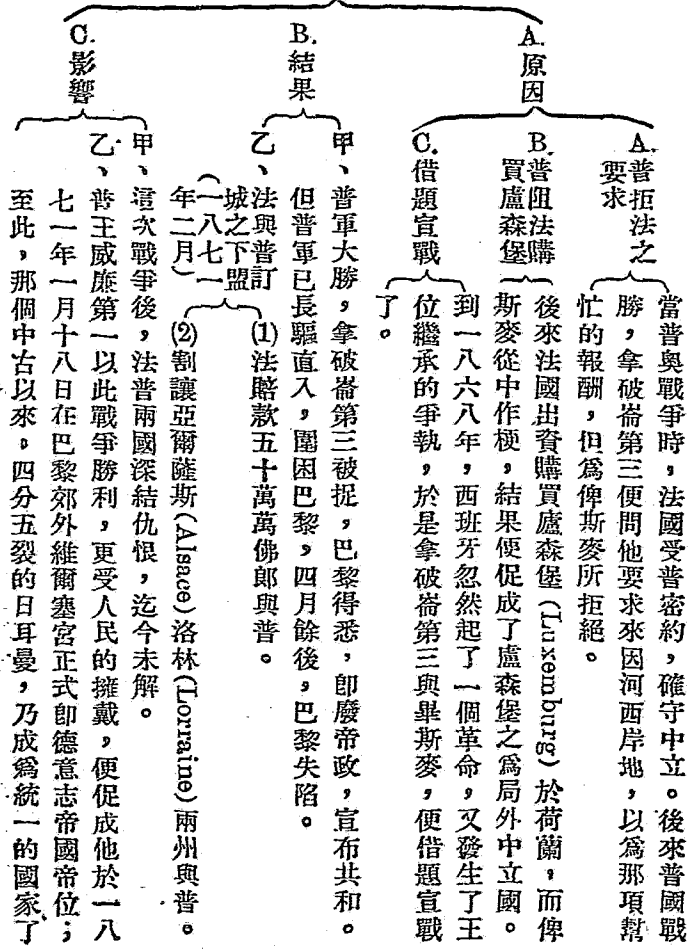 A.原因
A.普拒法之
要求
當普奧戰爭時，法國受普密約，確守中立。後來普國戰
勝，拿破崙第三便問他要求來因河西岸地，以爲那項幫
忙的報酬，但爲俾斯麥所拒絕。
B.普阻法購
買盧森堡
後來法國出資購買盧森堡(Luxemburg)於荷蘭，而俾
斯麥從中作梗，結果便促成了盧森堡之爲局外中立國。
C.借題宣戰
到一八六八年，西班牙忽然起了一個革命，又發生了王
位繼承的爭執，於是拿破崙第三與畢斯麥，便借題宣戰
了。
B.結果
甲、普軍大勝，拿破崙第三被捉，巴黎得悉，卽廢帝政，宣布共和。
但普軍已長驅直入，圍困巴黎，四月餘後，巴黎失陷。
乙、法與普訂
城之下盟
(一八七一
年二月)
(1)法賠款五十萬萬佛郎與普。
(2)割讓亞爾薩斯(Alsace)洛林(Lorraine)兩州與普。
C.影響
甲、這次戰爭後，法普兩國深結仇恨，迄今未解。
乙、普王威廉第一以此戰爭勝利，更受人民的擁戴，便促成他於一八
七一年一月十八日在巴黎郊外維爾塞宮正式卽德意志帝國帝位；
至此，那個中古以來。四分五裂的日耳曼，乃成爲統一的國家了